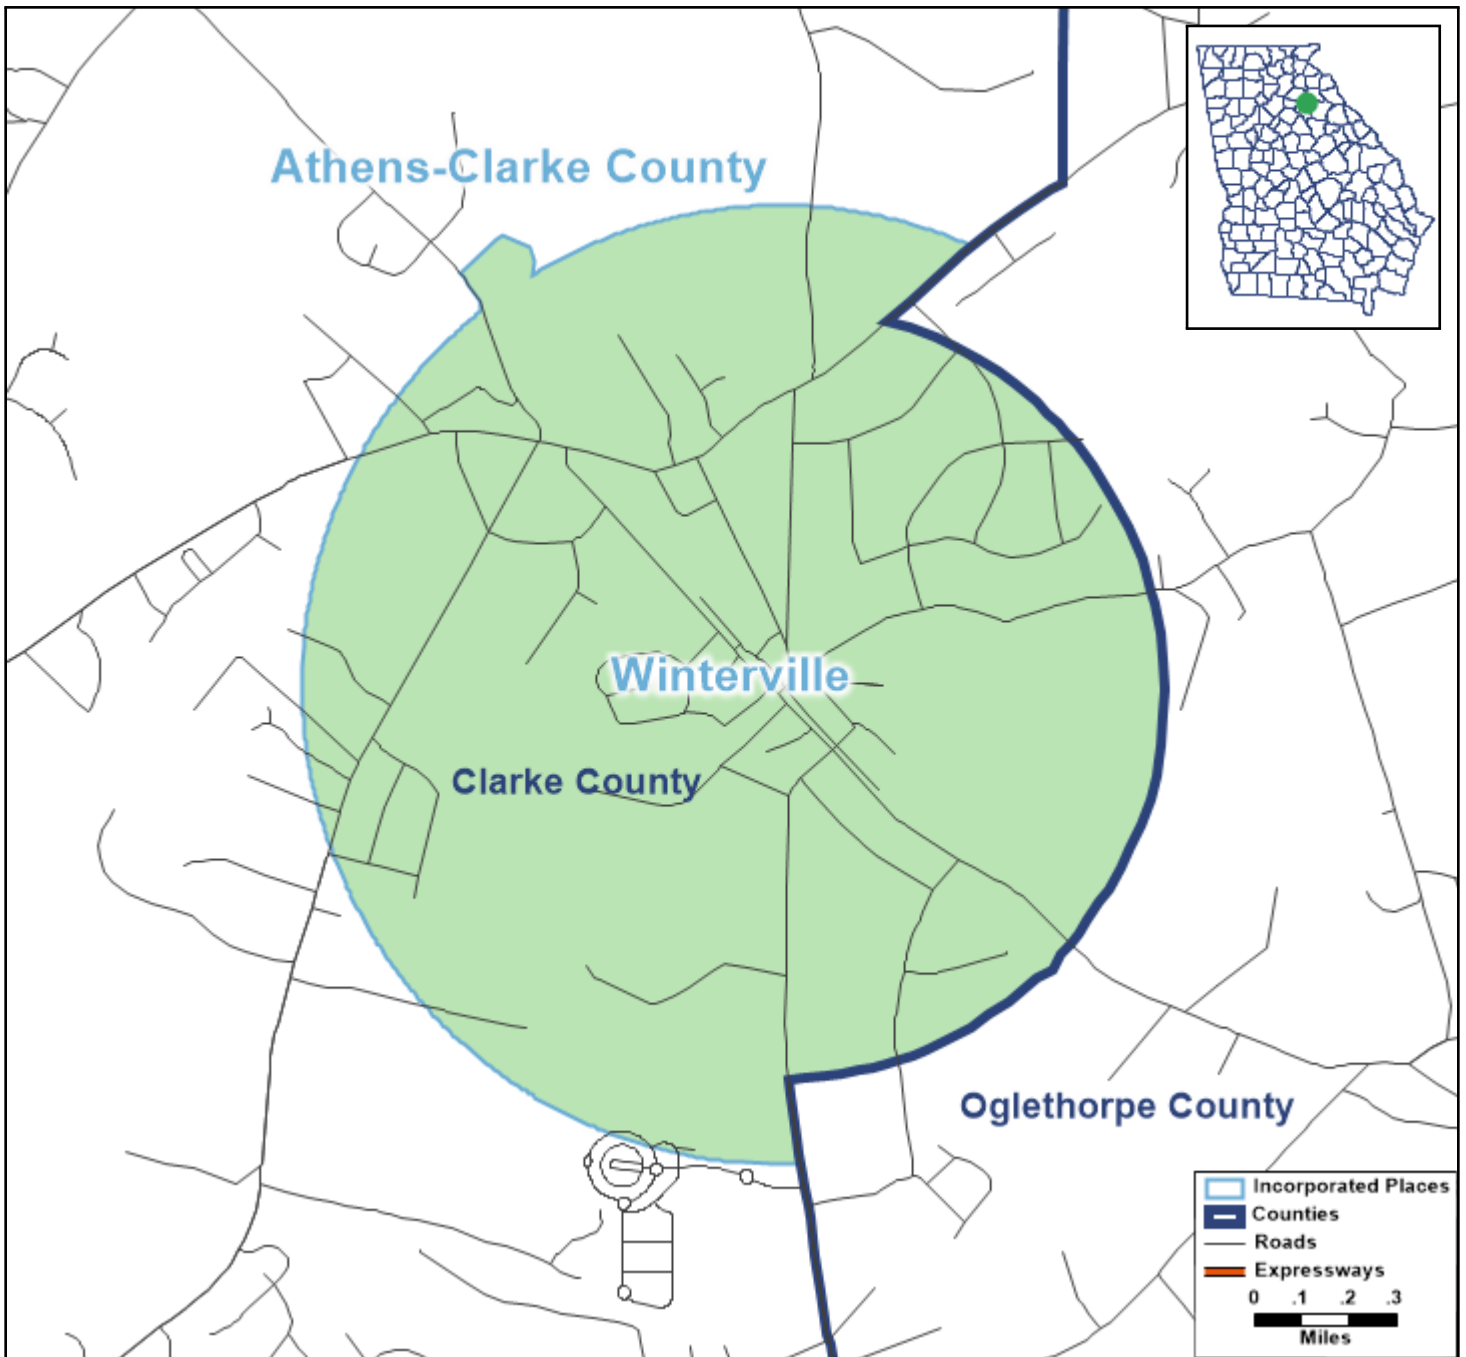 Athens-Clarke County
Winterville
Clarke County
Oglethorpe County
Incorporated Places
Counties
Roads
Expressways
0 .1 .2 .3
Miles